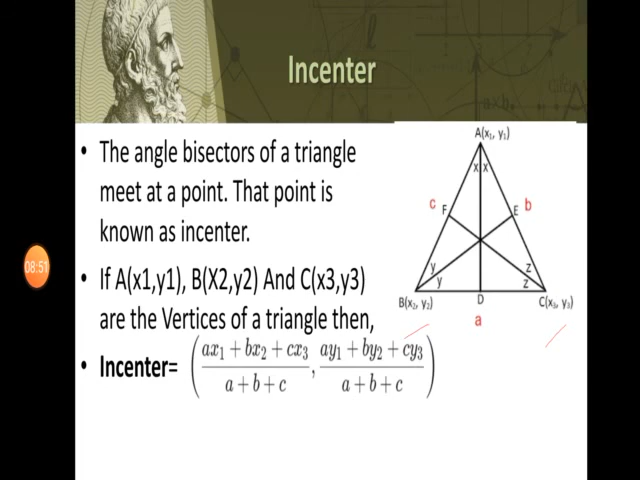 Incenter
• The angle bisectors of a triangle
meet at a point. That point is
known as incenter.
• If A(x1,y1), B(X2,y2) And C(x3,y3)
are the Vertices of a triangle then,
• Incenter= (ax₁ + bx₂ + cx₃ / a + b + c , ay₁ + by₂ + cy₃ / a + b + c)
A(x₁, y₁)
x x
c F E b
y z
y z
B(x₂, y₂) D C(x₃, y₃)
a
08:51
axb